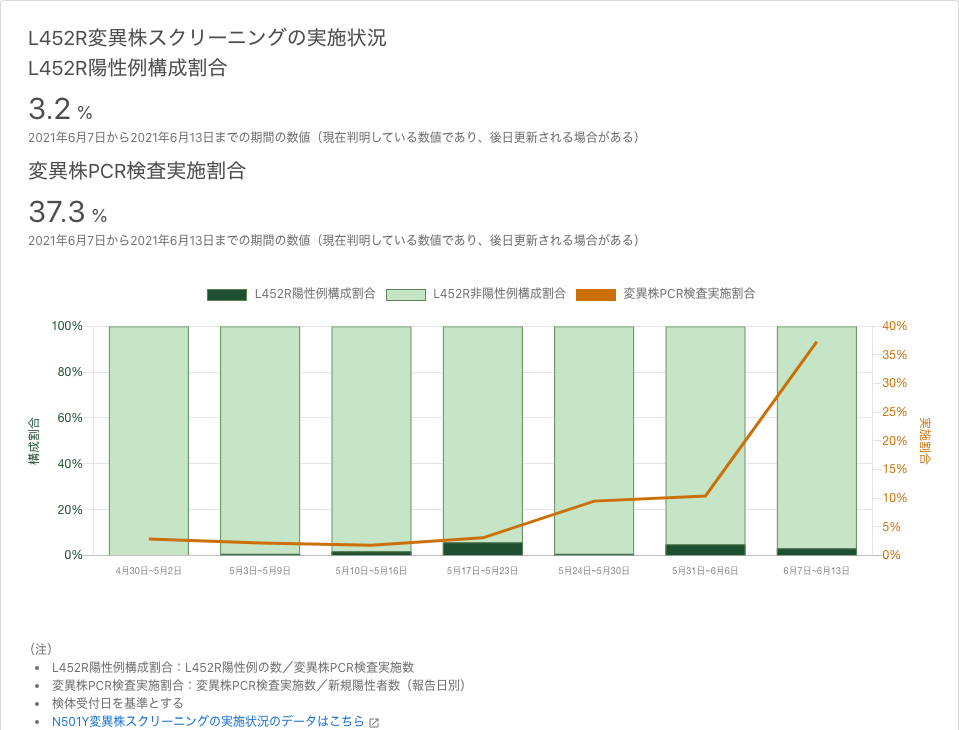 L452R変異株スクリーニングの実施状況
L452R陽性例構成割合
3.2 %
2021年6月7日から2021年6月13日までの期間の数値（現在判明している数値であり、後日更新される場合がある）
変異株PCR検査実施割合
37.3 %
2021年6月7日から2021年6月13日までの期間の数値（現在判明している数値であり、後日更新される場合がある）
L452R陽性例構成割合 L452R非陽性例構成割合 変異株PCR検査実施割合
100% 40%
35%
80%
30%
60% 25%
構成割合 実施割合
20%
40% 15%
10%
20%
5%
0% 0%
4月30日~5月2日 5月3日~5月9日 5月10日~5月16日 5月17日~5月23日 5月24日~5月30日 5月31日~6月6日 6月7日~6月13日
（注）
• L452R陽性例構成割合：L452R陽性例の数／変異株PCR検査実施数
• 変異株PCR検査実施割合：変異株PCR検査実施数／新規陽性者数（報告日別）
• 検体受付日を基準とする
• N501Y変異株スクリーニングの実施状況のデータはこちら